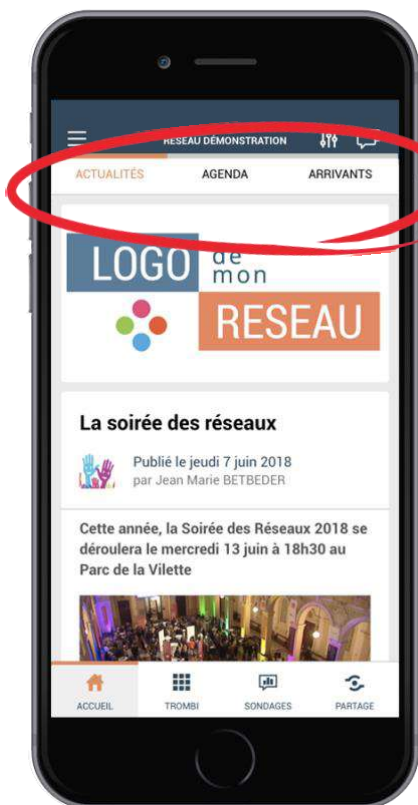 RESEAU DÉMONSTRATION
ACTUALITÉS AGENDA ARRIVANTS
LOGO de
mon
RESEAU
La soirée des réseaux
Publié le jeudi 7 juin 2018
par Jean Marie BETBEDER
Cette année, la Soirée des Réseaux 2018 se
déroulera le mercredi 13 juin à 18h30 au
Parc de la Vilette
ACCUEIL TROMBI SONDAGES PARTAGE